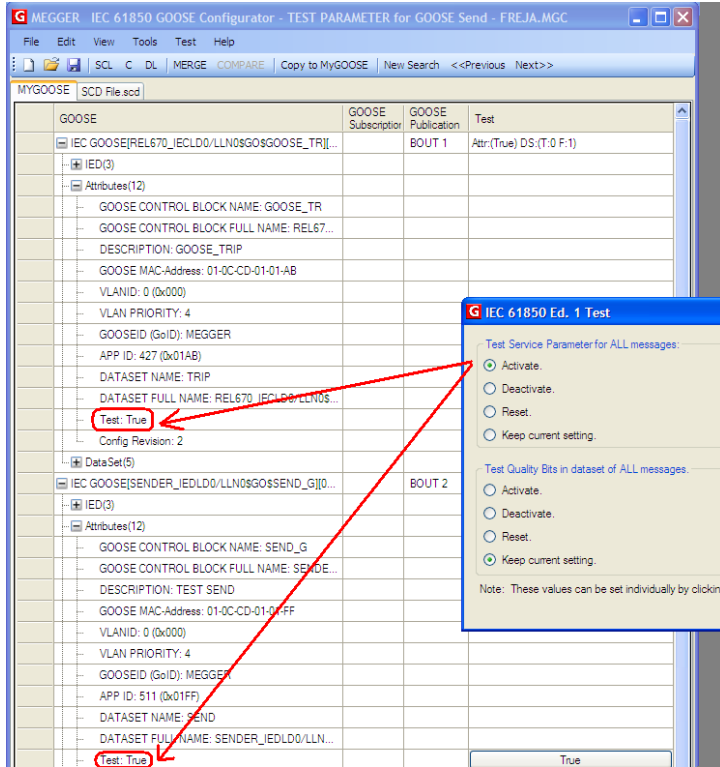 G MEGGER IEC 61850 GOOSE Configurator - TEST PARAMETER for GOOSE Send - FREJA.MGC
File Edit View Tools Test Help
SCL C DL MERGE COMPARE Copy to MyGOOSE New Search <<Previous Next>>
MYGOOSE SCD File.scd
GOOSE GOOSE Subscription GOOSE Publication Test
IEC GOOSE[REL670_IECLD0/LLN0$GO$GOOSE_TR][... BOUT 1 Attr:(True) DS:(T:0 F:1)
IED(3)
Attributes(12)
GOOSE CONTROL BLOCK NAME: GOOSE_TR
GOOSE CONTROL BLOCK FULL NAME: REL67...
DESCRIPTION: GOOSE_TRIP
GOOSE MAC-Address: 01-0C-CD-01-01-AB
VLANID: 0 (0x000)
VLAN PRIORITY: 4
GOOSEID (GoID): MEGGER
APP ID: 427 (0x01AB)
DATASET NAME: TRIP
DATASET FULL NAME: REL670_IECLD0/LLN0$...
Test: True
Config Revision: 2
DataSet(5)
IEC GOOSE[SENDER_IEDLD0/LLN0$GO$SEND_G][0... BOUT 2
IED(3)
Attributes(12)
GOOSE CONTROL BLOCK NAME: SEND_G
GOOSE CONTROL BLOCK FULL NAME: SENDE...
DESCRIPTION: TEST SEND
GOOSE MAC-Address: 01-0C-CD-01-01-FF
VLANID: 0 (0x000)
VLAN PRIORITY: 4
GOOSEID (GoID): MEGGER
APP ID: 511 (0x01FF)
DATASET NAME: SEND
DATASET FULL NAME: SENDER_IEDLD0/LLN...
Test: True True
G IEC 61850 Ed. 1 Test
Test Service Parameter for ALL messages:
Activate.
Deactivate.
Reset.
Keep current setting.
Test Quality Bits in dataset of ALL messages.
Activate.
Deactivate.
Reset.
Keep current setting.
Note: These values can be set individually by clickin